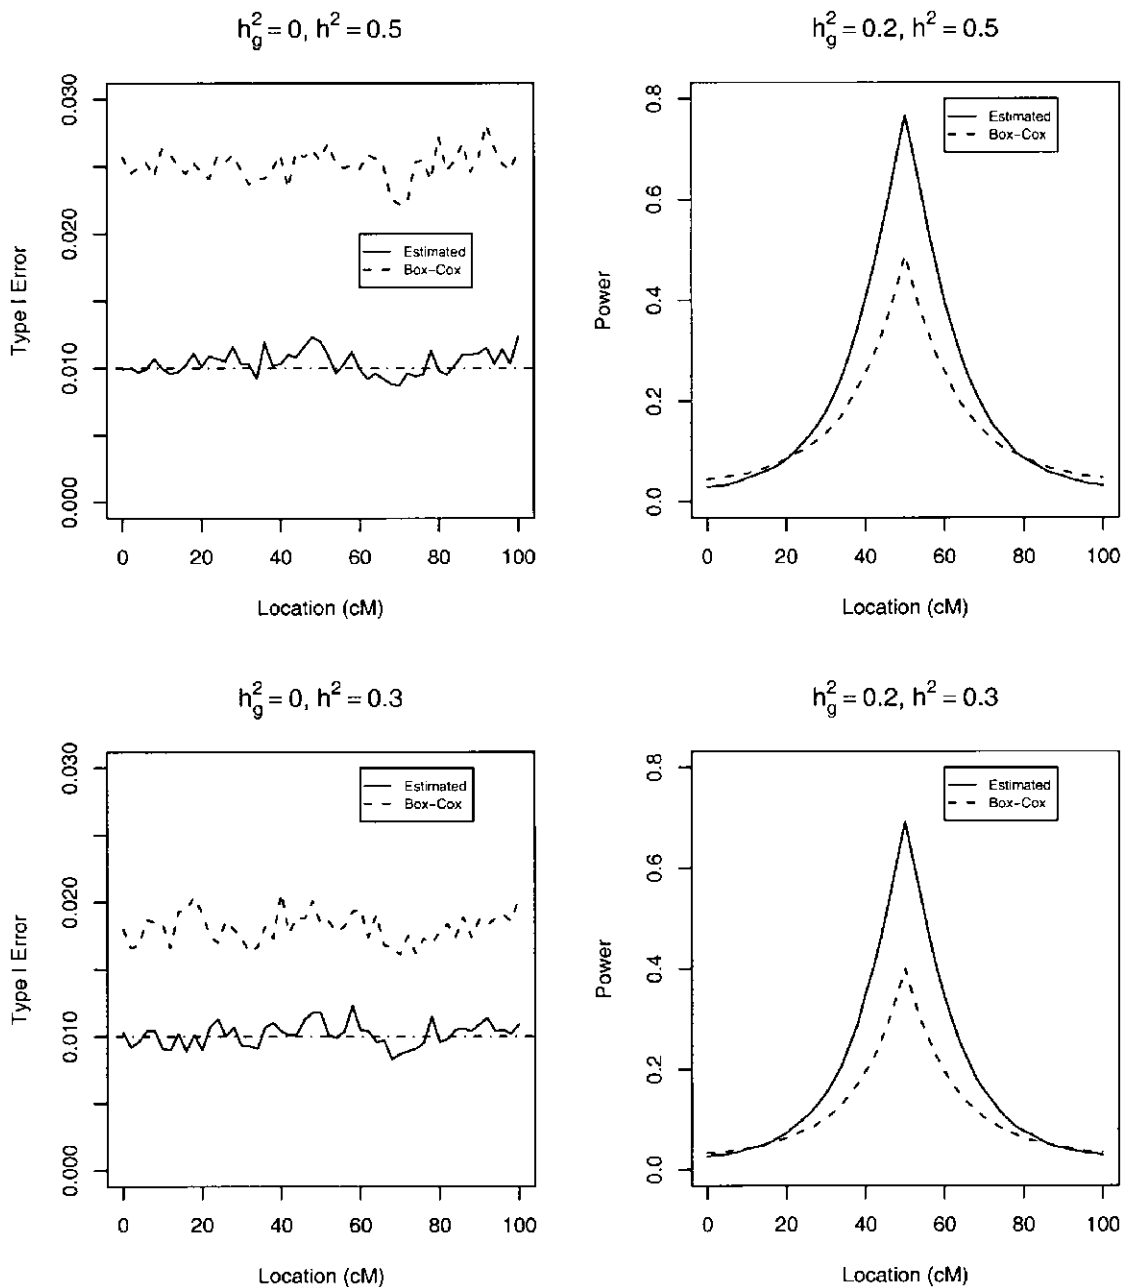 h²g = 0, h² = 0.5
Type I Error
0.030
0.020
0.010
0.000
Estimated
Box-Cox
0 20 40 60 80 100
Location (cM)
h²g = 0.2, h² = 0.5
Power
0.8
0.6
0.4
0.2
0.0
Estimated
Box-Cox
0 20 40 60 80 100
Location (cM)
h²g = 0, h² = 0.3
Type I Error
0.030
0.020
0.010
0.000
Estimated
Box-Cox
0 20 40 60 80 100
Location (cM)
h²g = 0.2, h² = 0.3
Power
0.8
0.6
0.4
0.2
0.0
Estimated
Box-Cox
0 20 40 60 80 100
Location (cM)